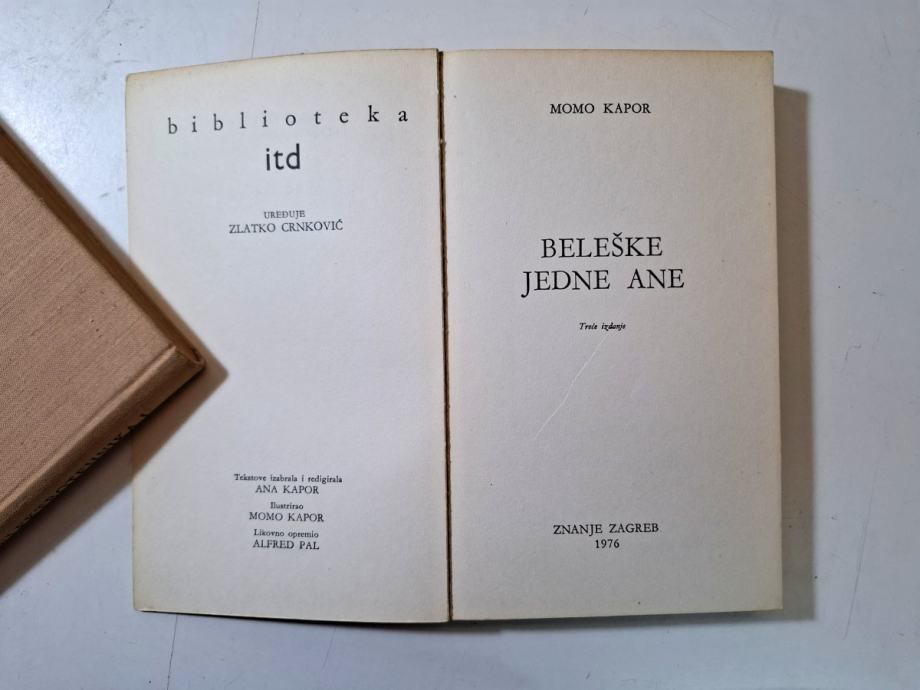 biblioteka
itd
UREĐUJE
ZLATKO CRNKOVIĆ
Tekstove izabrala i redigirala
ANA KAPOR
Ilustrirao
MOMO KAPOR
Likovno opremio
ALFRED PAL
MOMO KAPOR
BELEŠKE
JEDNE ANE
Treće izdanje
ZNANJE ZAGREB
1976